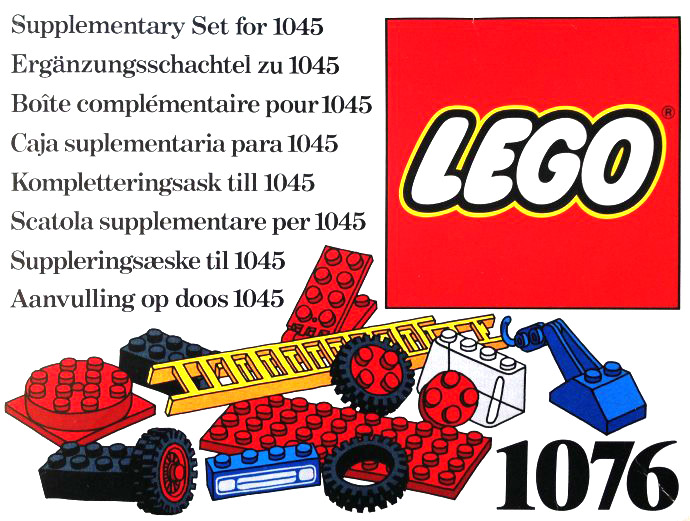 Supplementary Set for 1045
Ergänzungsschachtel zu 1045
Boîte complémentaire pour 1045
Caja suplementaria para 1045
Kompletteringsask till 1045
Scatola supplementare per 1045
Suppleringsæske til 1045
Aanvulling op doos 1045
LEGO®
1076